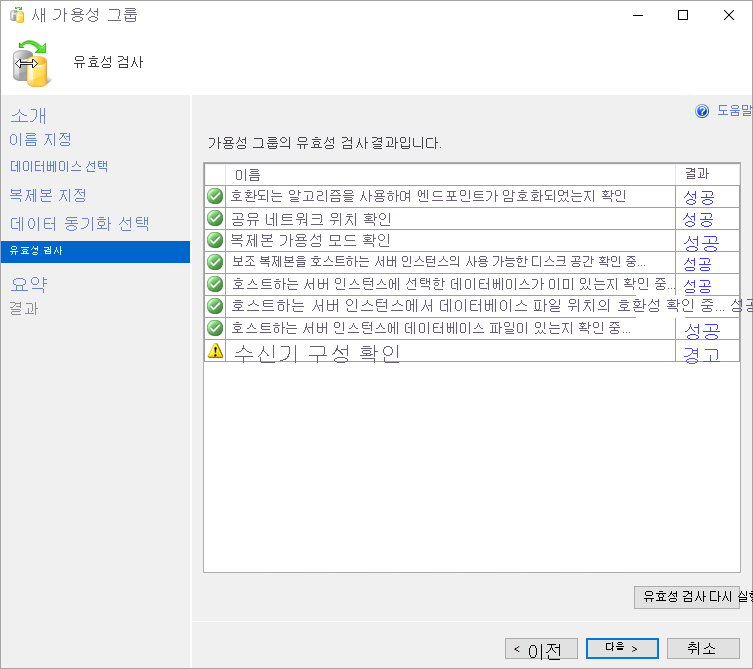 새 가용성 그룹
유효성 검사
소개
이름 지정
데이터베이스 선택
복제본 지정
데이터 동기화 선택
유효성 검사
요약
결과
도움말
가용성 그룹의 유효성 검사 결과입니다.
이름 결과
호환되는 알고리즘을 사용하여 엔드포인트가 암호화되었는지 확인 성공
공유 네트워크 위치 확인 성공
복제본 가용성 모드 확인 성공
보조 복제본을 호스트하는 서버 인스턴스의 사용 가능한 디스크 공간 확인 중... 성공
호스트하는 서버 인스턴스에 선택한 데이터베이스가 이미 있는지 확인 중... 성공
호스트하는 서버 인스턴스에서 데이터베이스 파일 위치의 호환성 확인 중... 성공
호스트하는 서버 인스턴스에 데이터베이스 파일이 있는지 확인 중... 성공
수신기 구성 확인 경고
유효성 검사 다시 실행
< 이전 다음 > 취소